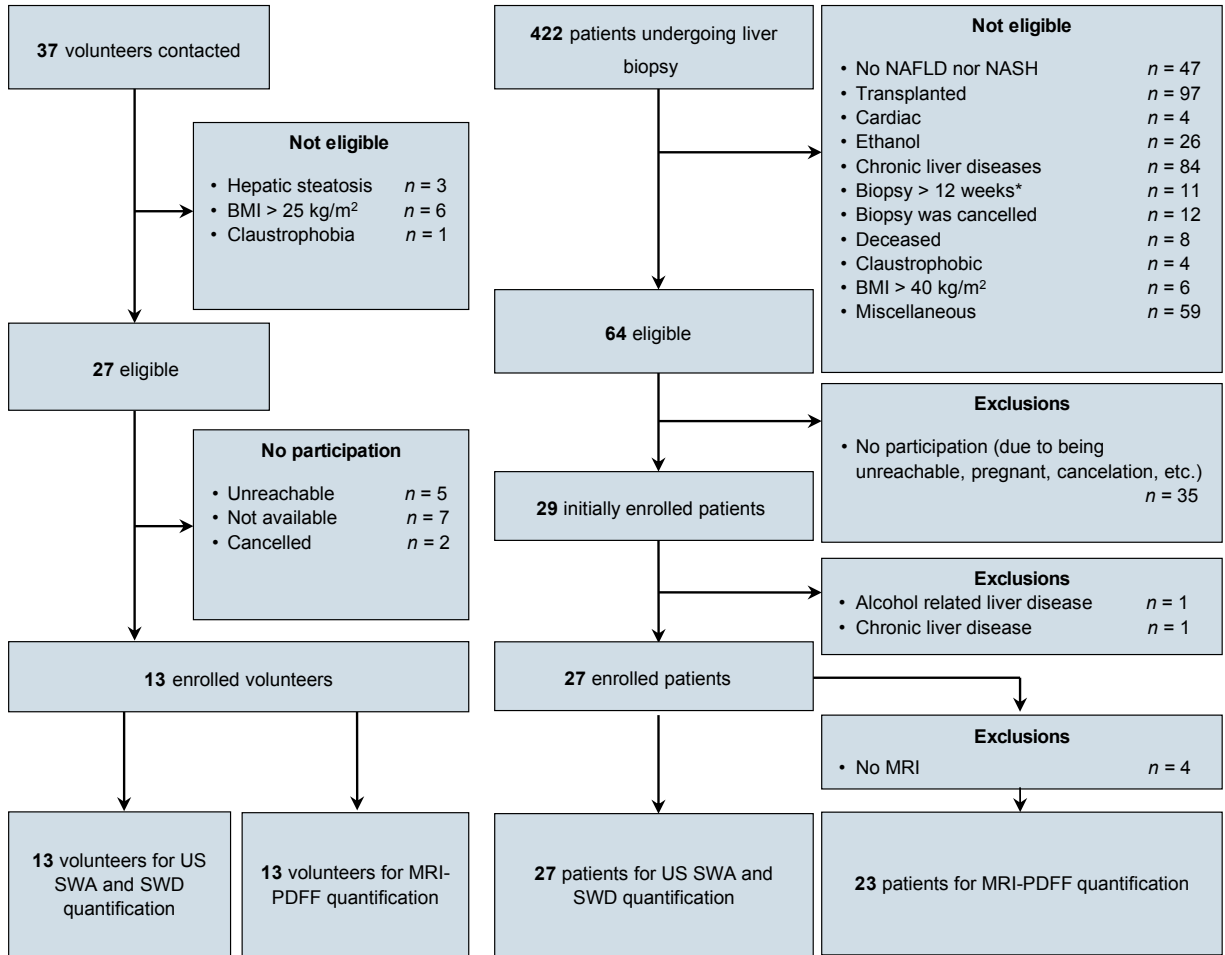 37 volunteers contacted
Not eligible
• Hepatic steatosis n = 3
• BMI > 25 kg/m² n = 6
• Claustrophobia n = 1
27 eligible
No participation
• Unreachable n = 5
• Not available n = 7
• Cancelled n = 2
13 enrolled volunteers
13 volunteers for US
SWA and SWD
quantification
13 volunteers for MRI-
PDFF quantification
422 patients undergoing liver
biopsy
Not eligible
• No NAFLD nor NASH n = 47
• Transplanted n = 97
• Cardiac n = 4
• Ethanol n = 26
• Chronic liver diseases n = 84
• Biopsy > 12 weeks* n = 11
• Biopsy was cancelled n = 12
• Deceased n = 8
• Claustrophobic n = 4
• BMI > 40 kg/m² n = 6
• Miscellaneous n = 59
64 eligible
Exclusions
• No participation (due to being
unreachable, pregnant, cancelation, etc.)
n = 35
29 initially enrolled patients
Exclusions
• Alcohol related liver disease n = 1
• Chronic liver disease n = 1
27 enrolled patients
Exclusions
• No MRI n = 4
27 patients for US SWA and
SWD quantification
23 patients for MRI-PDFF quantification